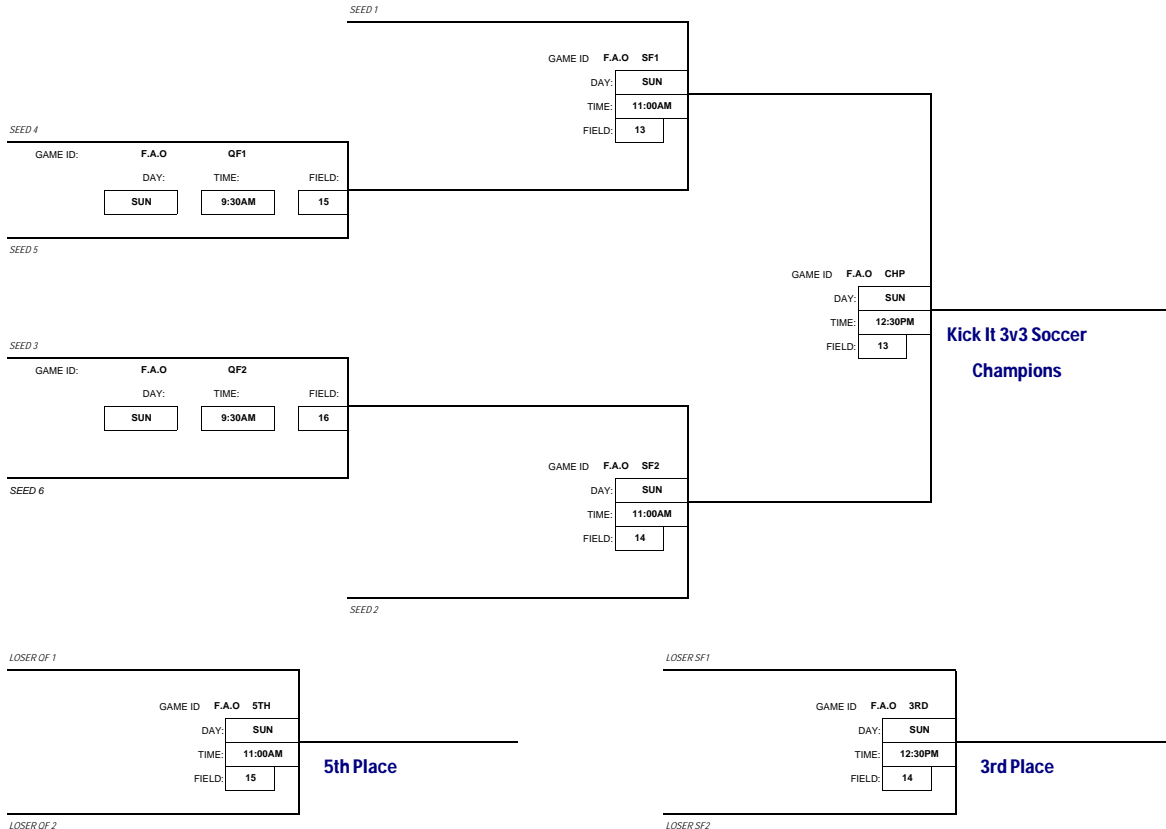 SEED 1
GAME ID F.A.O SF1
DAY: SUN
TIME: 11:00AM
FIELD: 13
SEED 4
GAME ID: F.A.O QF1
DAY: TIME: FIELD:
SUN 9:30AM 15
SEED 5
GAME ID F.A.O CHP
DAY: SUN
TIME: 12:30PM
FIELD: 13
Kick It 3v3 Soccer
Champions
SEED 3
GAME ID: F.A.O QF2
DAY: TIME: FIELD:
SUN 9:30AM 16
SEED 6
GAME ID F.A.O SF2
DAY: SUN
TIME: 11:00AM
FIELD: 14
SEED 2
LOSER QF 1
GAME ID F.A.O 5TH
DAY: SUN
TIME: 11:00AM
FIELD: 15
5th Place
LOSER QF 2
LOSER SF1
GAME ID F.A.O 3RD
DAY: SUN
TIME: 12:30PM
FIELD: 14
3rd Place
LOSER SF2